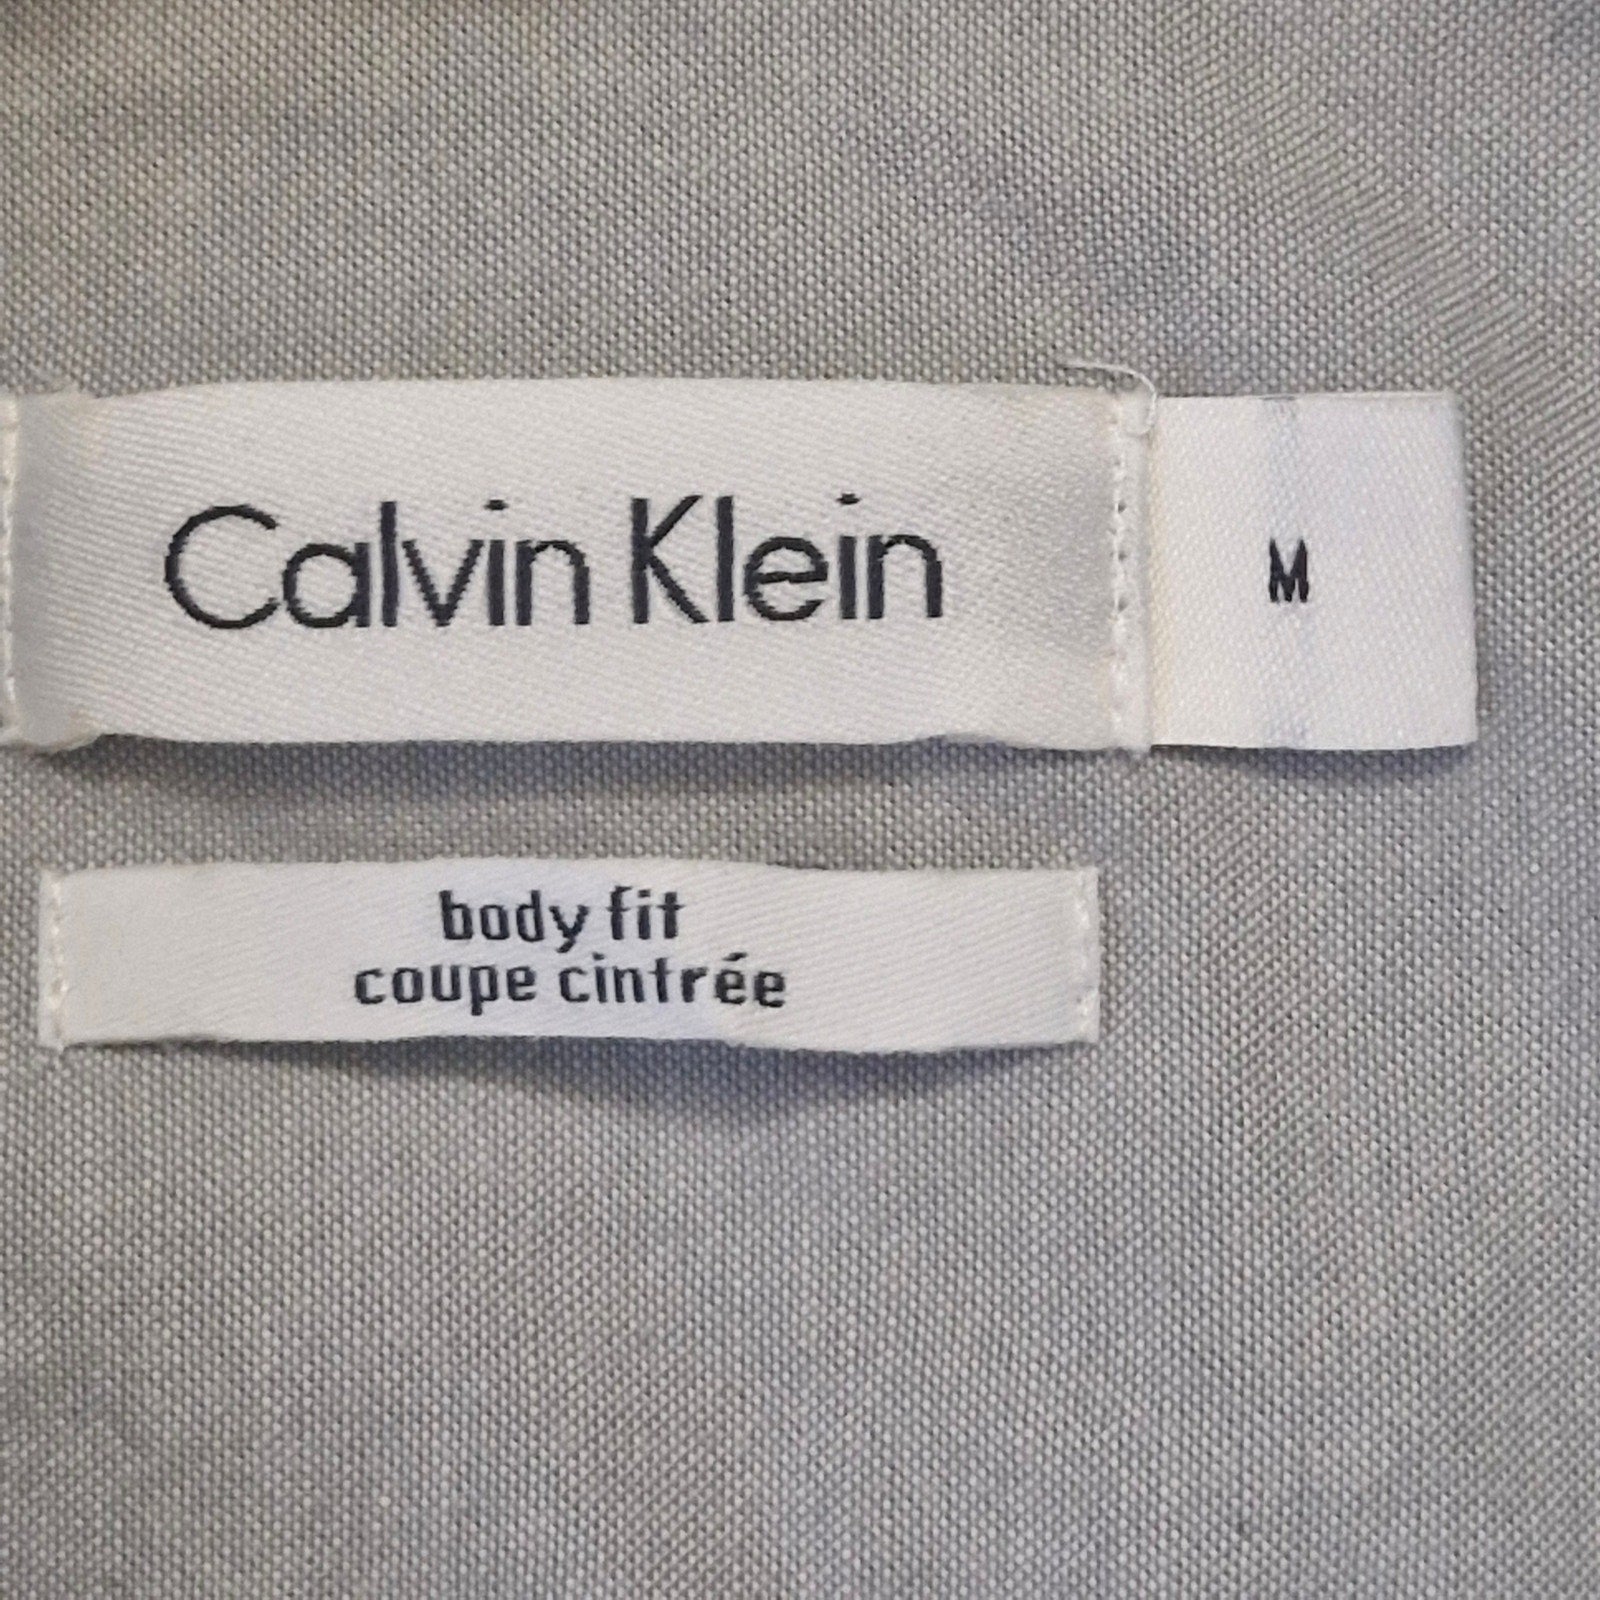 Calvin Klein
M
body fit
coupe cintrée